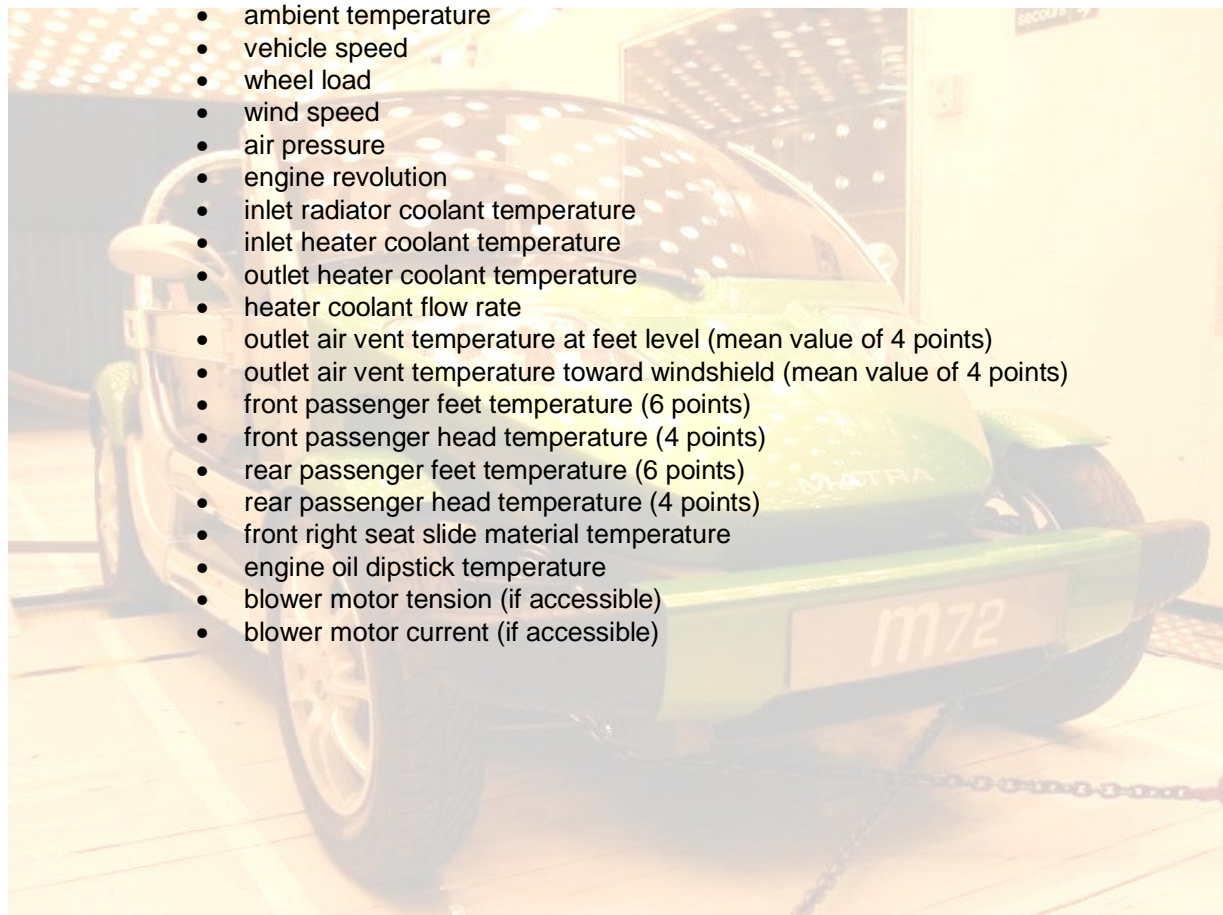 • ambient temperature
• vehicle speed
• wheel load
• wind speed
• air pressure
• engine revolution
• inlet radiator coolant temperature
• inlet heater coolant temperature
• outlet heater coolant temperature
• heater coolant flow rate
• outlet air vent temperature at feet level (mean value of 4 points)
• outlet air vent temperature toward windshield (mean value of 4 points)
• front passenger feet temperature (6 points)
• front passenger head temperature (4 points)
• rear passenger feet temperature (6 points)
• rear passenger head temperature (4 points)
• front right seat slide material temperature
• engine oil dipstick temperature
• blower motor tension (if accessible)
• blower motor current (if accessible)
secours
MATRA
m72